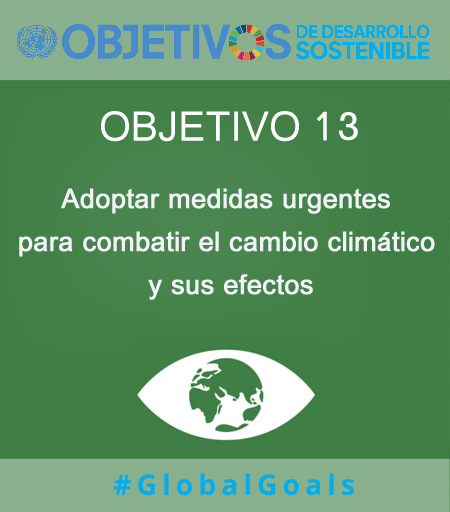 OBJETIVOS DE DESARROLLO
SOSTENIBLE
OBJETIVO 13
Adoptar medidas urgentes
para combatir el cambio climático
y sus efectos
#GlobalGoals